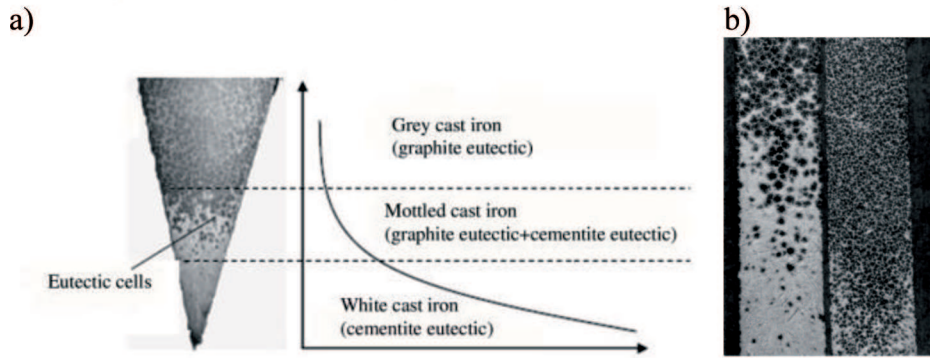 a)
b)
Grey cast iron
(graphite eutectic)
Mottled cast iron
(graphite eutectic+cementite eutectic)
Eutectic cells
White cast iron
(cementite eutectic)